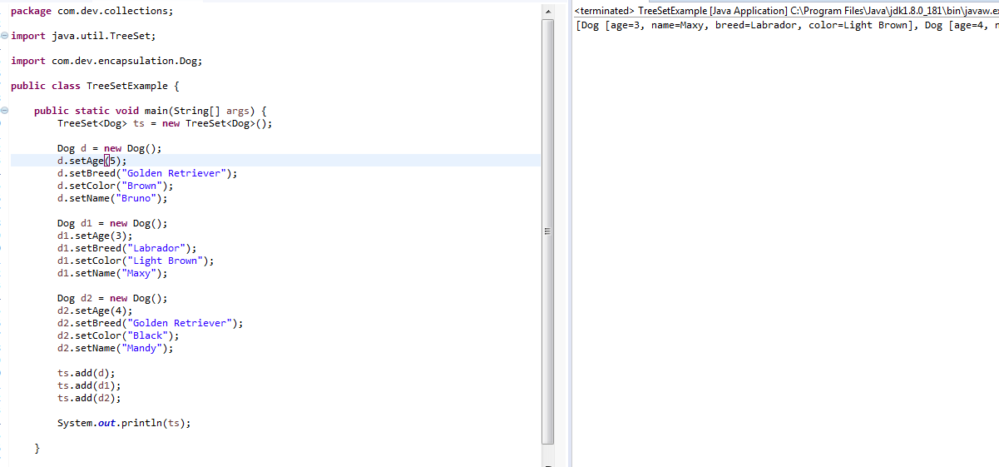 package com.dev.collections;
import java.util.TreeSet;
import com.dev.encapsulation.Dog;
public class TreeSetExample {
public static void main(String[] args) {
TreeSet<Dog> ts = new TreeSet<Dog>();
Dog d = new Dog();
d.setAge(5);
d.setBreed("Golden Retriever");
d.setColor("Brown");
d.setName("Bruno");
Dog d1 = new Dog();
d1.setAge(3);
d1.setBreed("Labrador");
d1.setColor("Light Brown");
d1.setName("Maxy");
Dog d2 = new Dog();
d2.setAge(4);
d2.setBreed("Golden Retriever");
d2.setColor("Black");
d2.setName("Mandy");
ts.add(d);
ts.add(d1);
ts.add(d2);
System.out.println(ts);
}
<terminated> TreeSetExample [Java Application] C:\Program Files\Java\jdk1.8.0_181\bin\javaw.ex
[Dog [age=3, name=Maxy, breed=Labrador, color=Light Brown], Dog [age=4, n